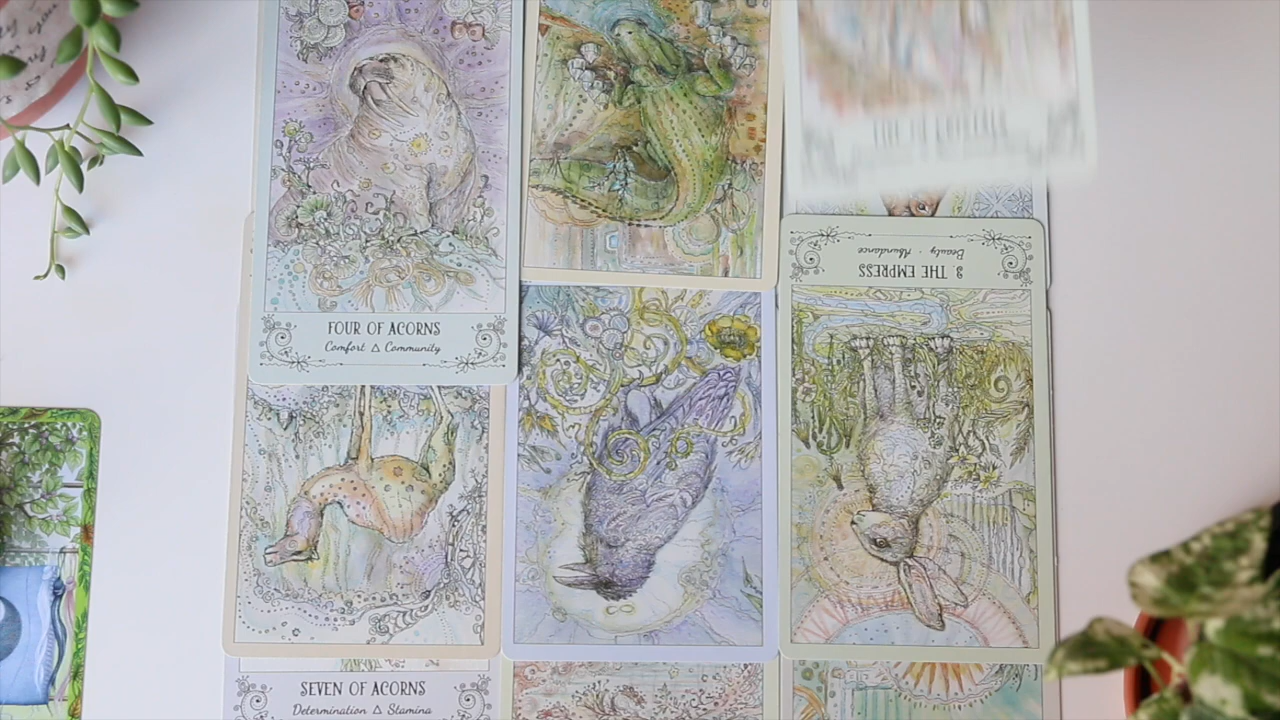 Beauty · Abundance
3 THE EMPRESS
FOUR OF ACORNS
Comfort △ Community
SEVEN OF ACORNS
Determination △ Stamina